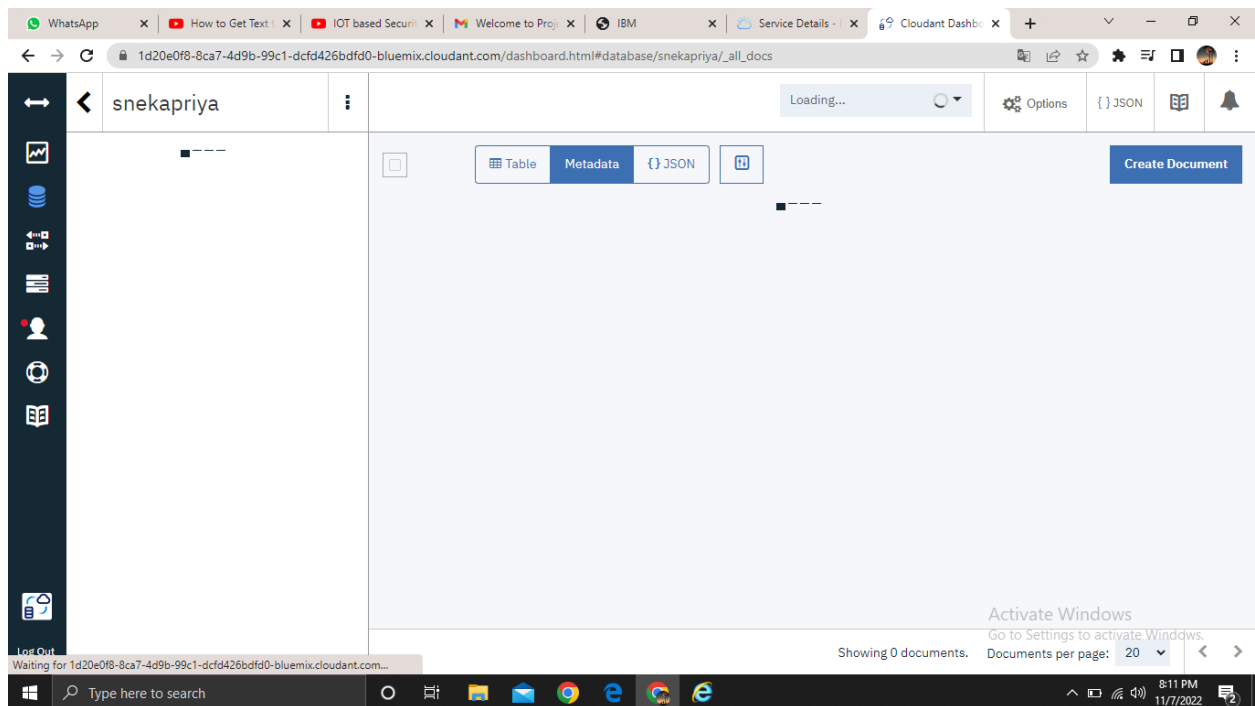 WhatsApp
How to Get Text t
IOT based Securit
Welcome to Proje
IBM
Service Details - I
Cloudant Dashbo
1d20e0f8-8ca7-4d9b-99c1-dcfd426bdfd0-bluemix.cloudant.com/dashboard.html#database/snekapriya/_all_docs
snekapriya
Loading...
Options
{ } JSON
Table
Metadata
{} JSON
Create Document
Activate Windows
Go to Settings to activate Windows.
Log Out
Showing 0 documents.
Documents per page: 20
Waiting for 1d20e0f8-8ca7-4d9b-99c1-dcfd426bdfd0-bluemix.cloudant.com...
Type here to search
8:11 PM
11/7/2022
2